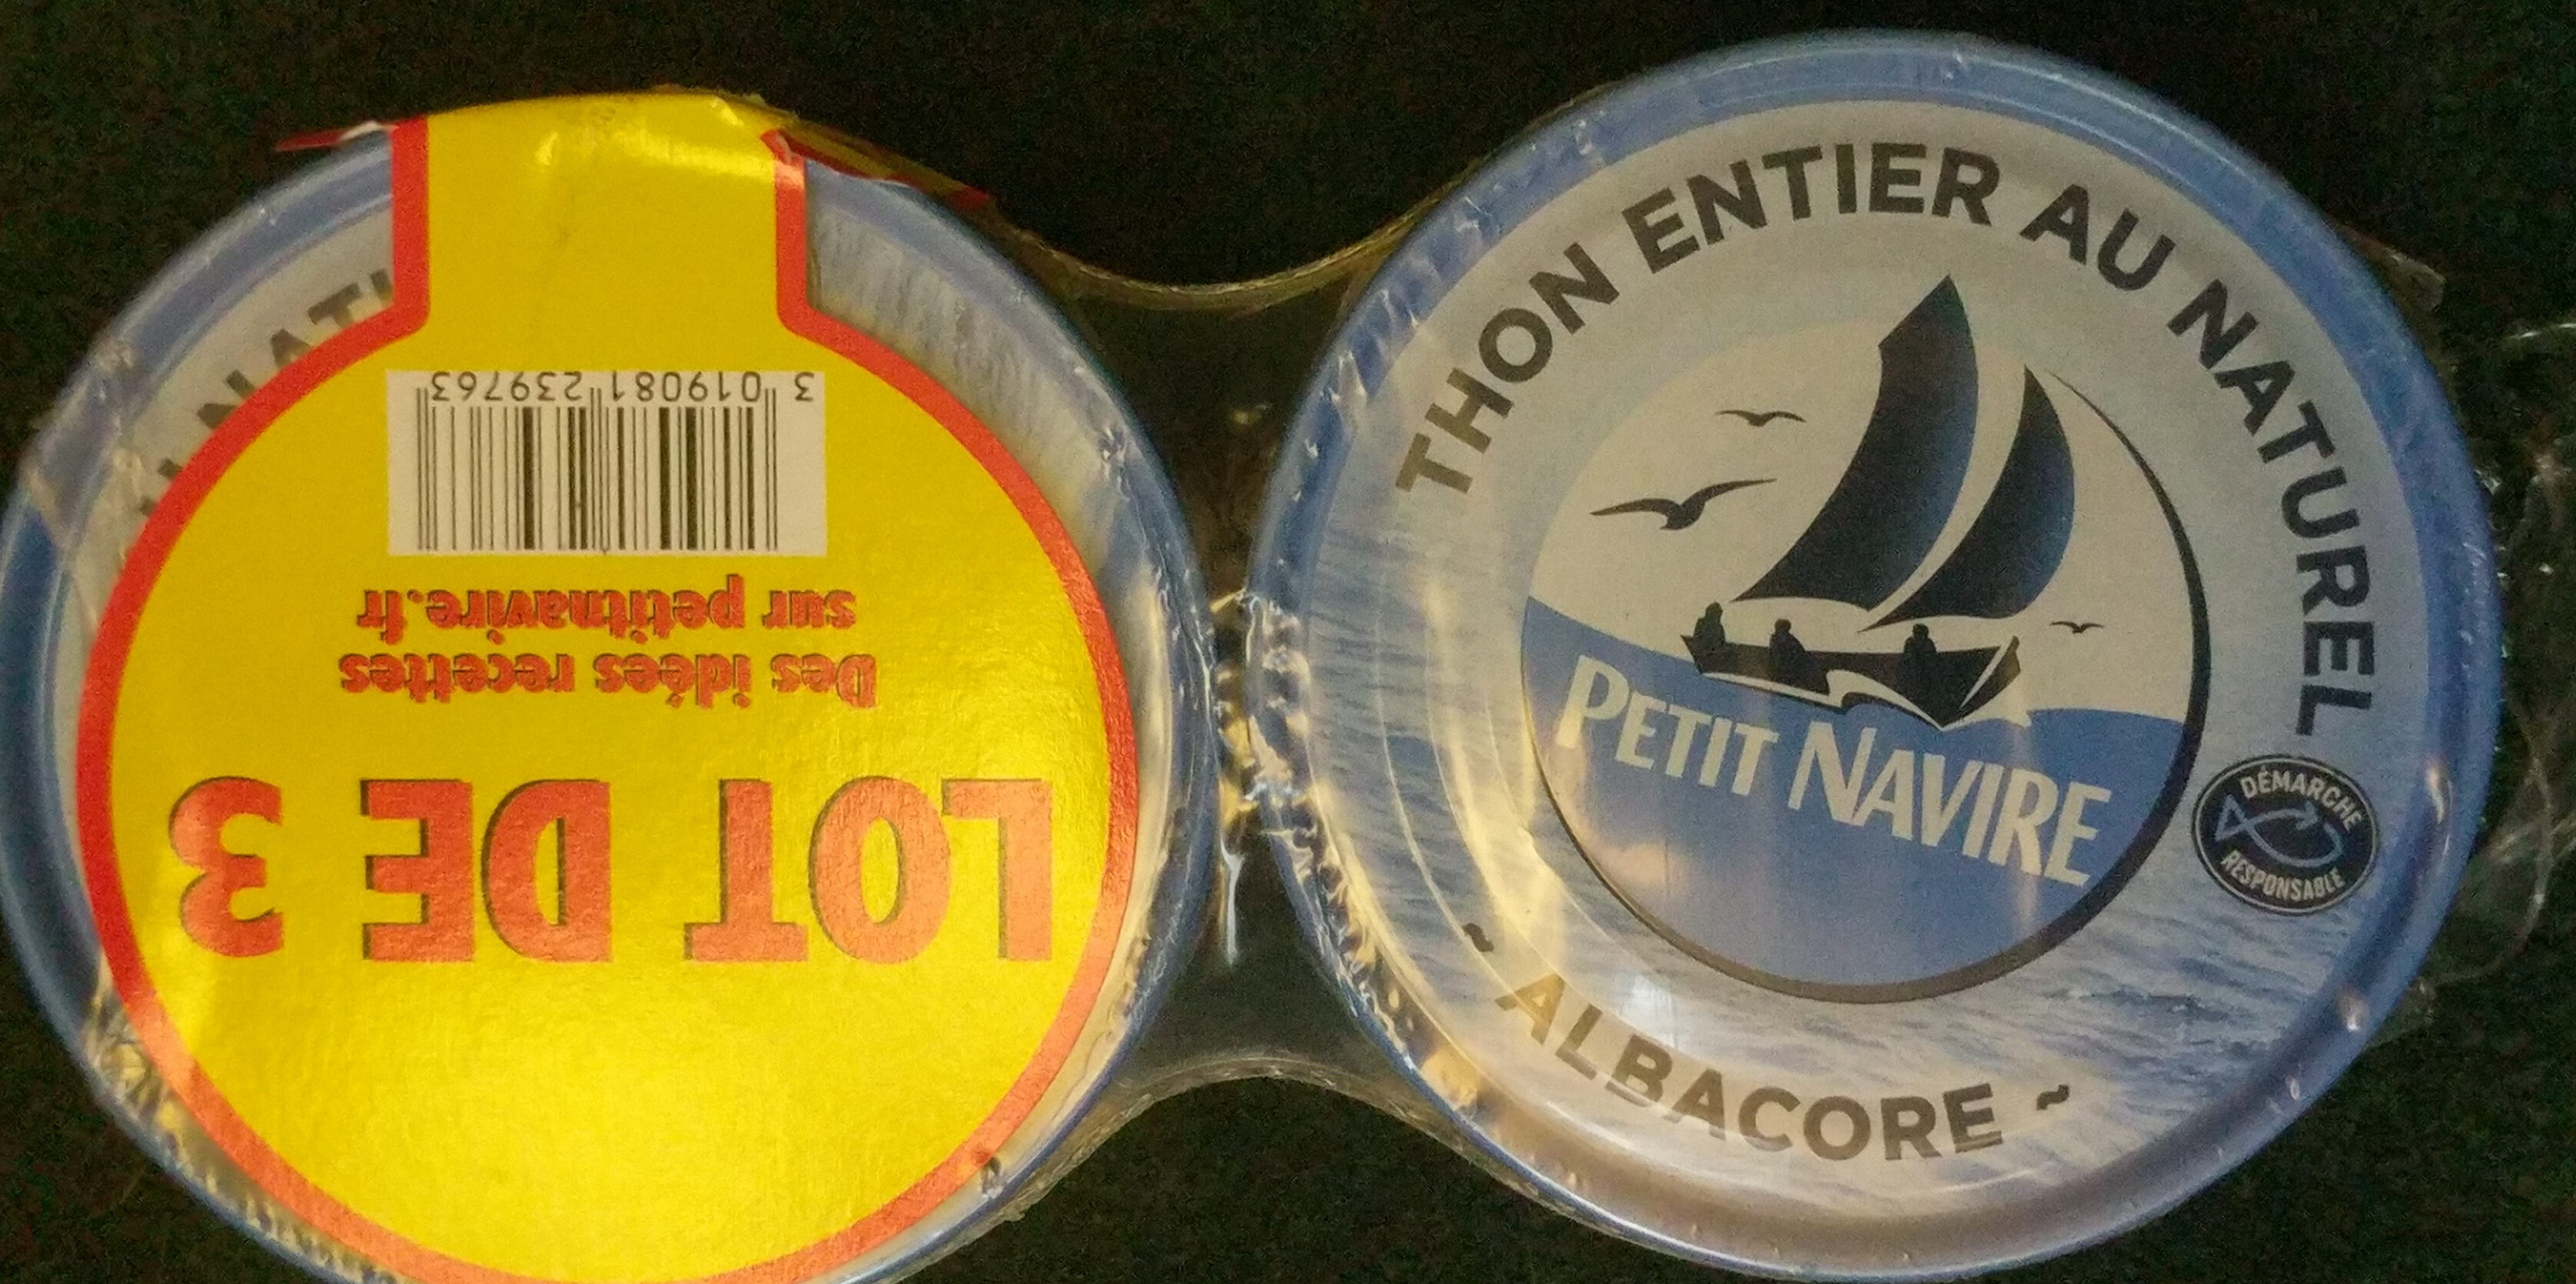 LOT DE 3
Des idées recettes
sur petitnavire.fr
3 019081 239763
THON ENTIER AU NATUREL
PETIT NAVIRE
DÉMARCHE
RESPONSABLE
~ ALBACORE ~